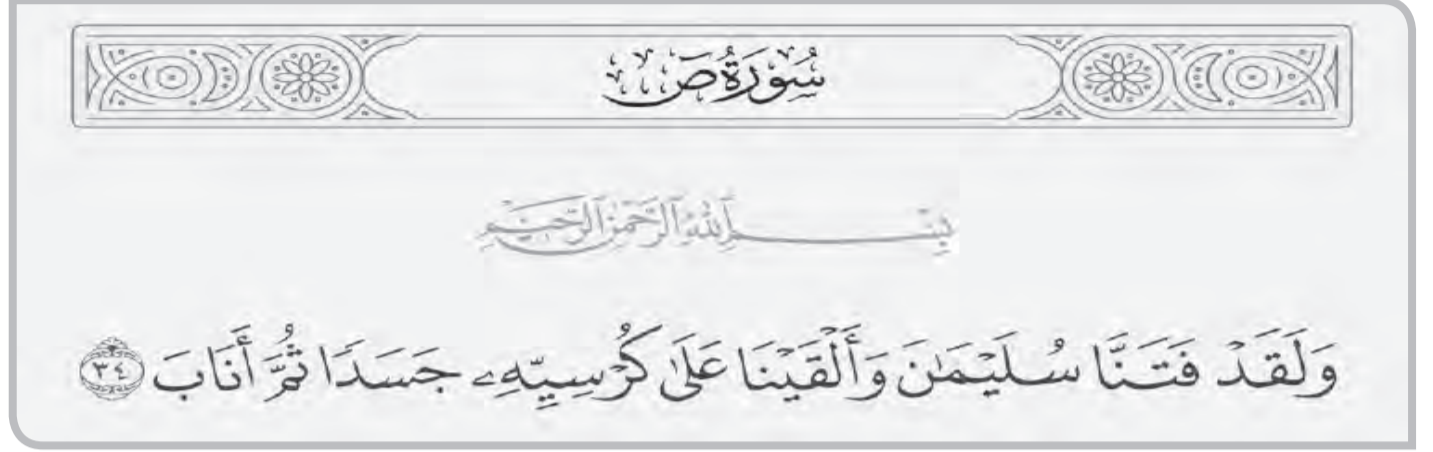 سُورَةُ صٓ
بِسْمِ ٱللَّهِ ٱلرَّحْمَٰنِ ٱلرَّحِيمِ
وَلَقَدْ فَتَنَّا سُلَيْمَٰنَ وَأَلْقَيْنَا عَلَىٰ كُرْسِيِّهِۦ جَسَدًا ثُمَّ أَنَابَ ٣٤